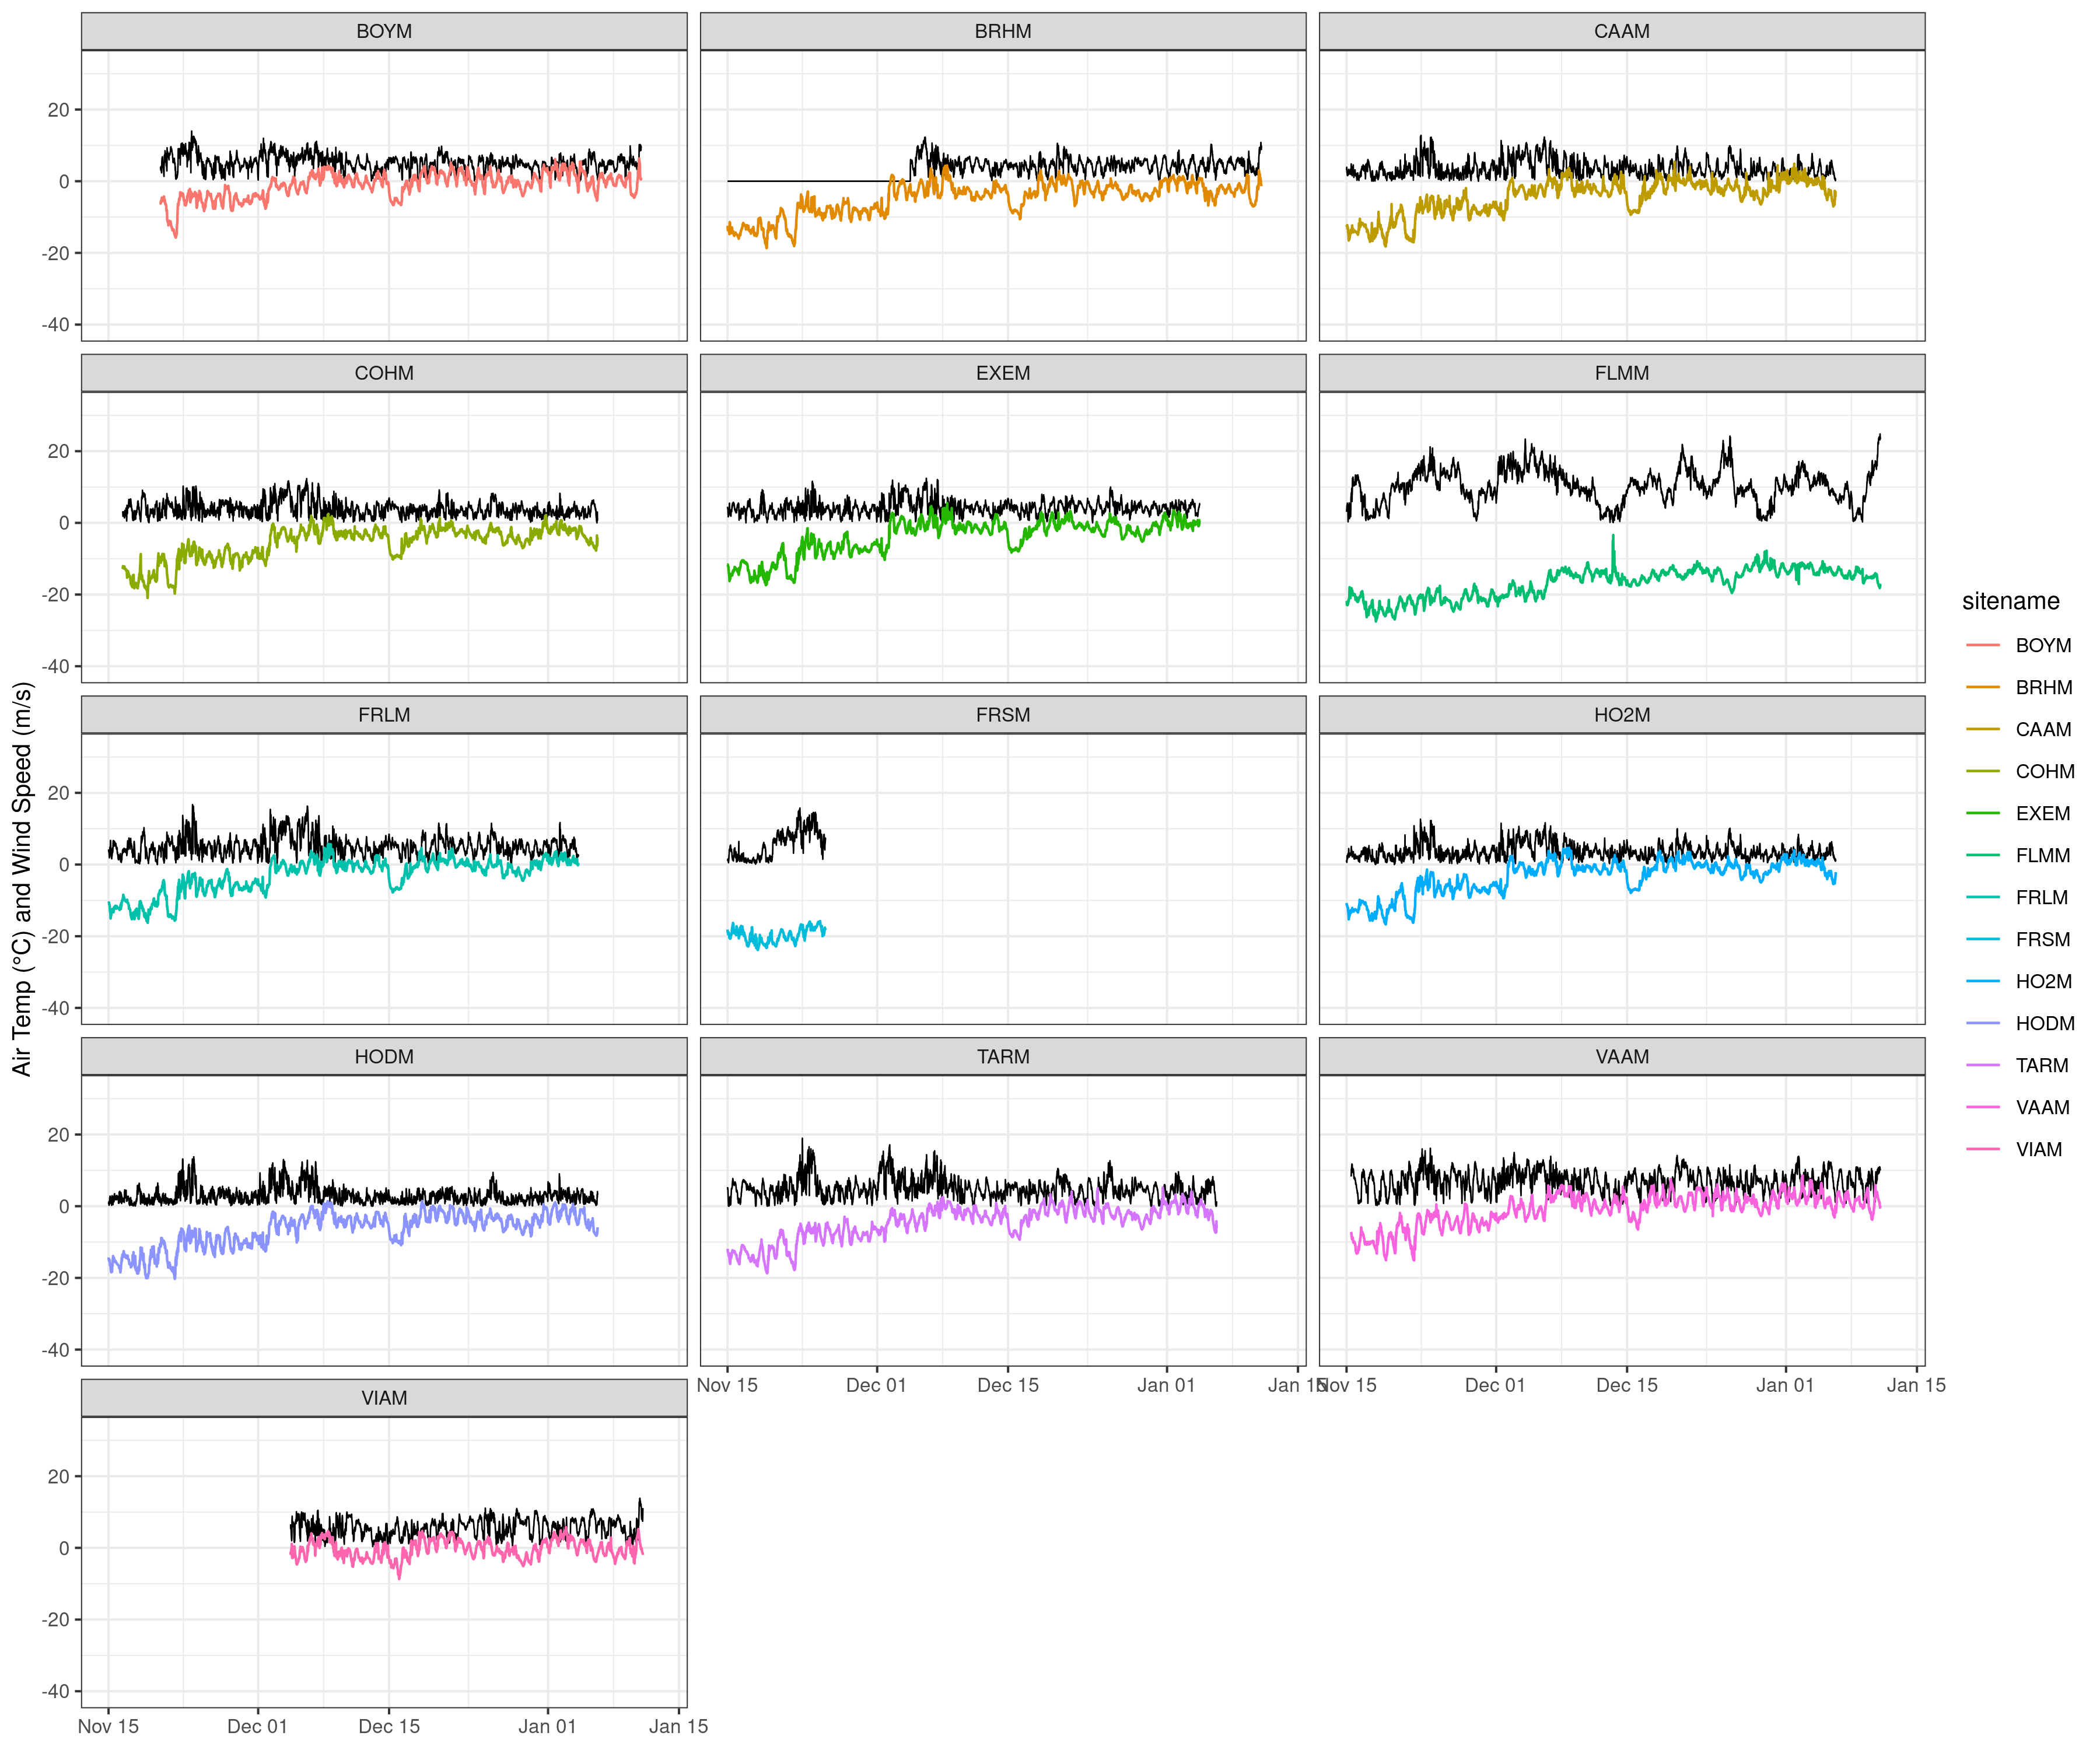 BOYM
BRHM
CAAM
20
0
-20
-40
COHM
EXEM
FLMM
20
0
-20
-40
FRLM
FRSM
HO2M
20
0
-20
-40
HODM
TARM
VAAM
20
0
-20
-40
Nov 15 Dec 01 Dec 15 Jan 01 Jan 15
Nov 15 Dec 01 Dec 15 Jan 01 Jan 15
VIAM
20
0
-20
-40
Nov 15 Dec 01 Dec 15 Jan 01 Jan 15
Air Temp (°C) and Wind Speed (m/s)
sitename
BOYM
BRHM
CAAM
COHM
EXEM
FLMM
FRLM
FRSM
HO2M
HODM
TARM
VAAM
VIAM